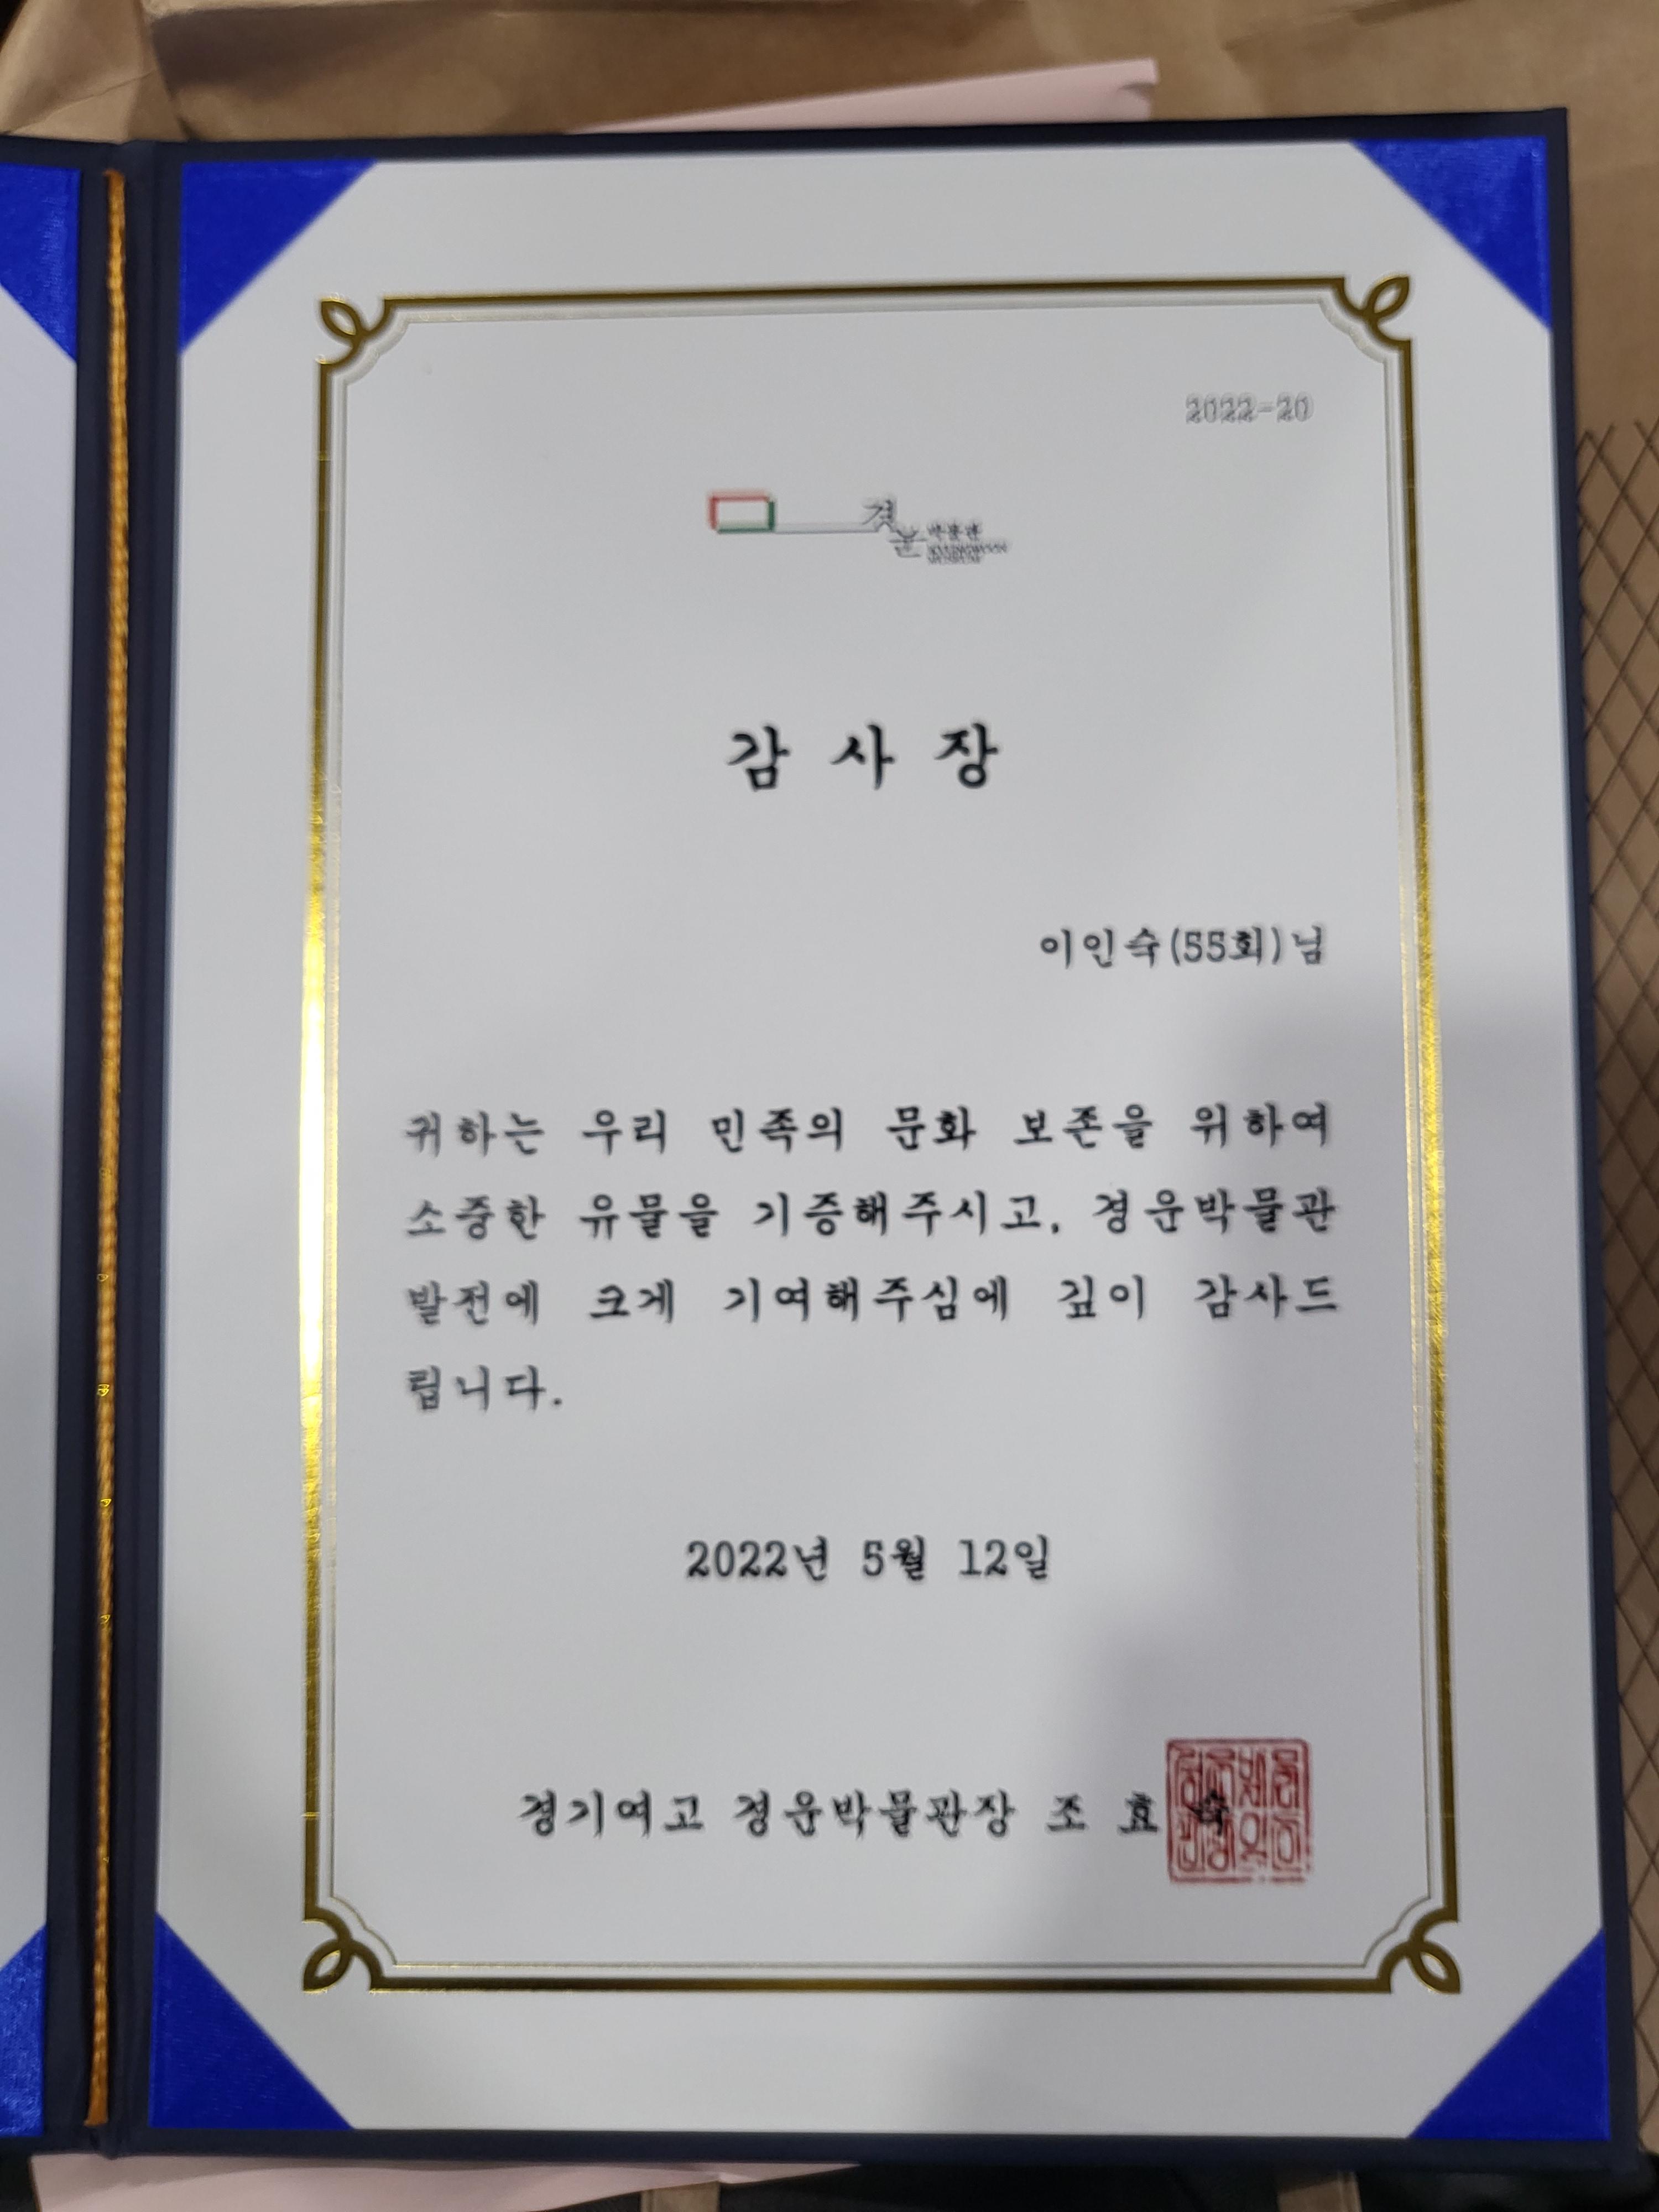 2022-20
경운 박물관
KYUNGWOON
MUSEUM
감 사 장
이인숙(55회)님
귀하는 우리 민족의 문화 보존을 위하여
소중한 유물을 기증해주시고, 경운박물관
발전에 크게 기여해주심에 깊이 감사드
립니다.
2022년 5월 12일
경기여고 경운박물관장 조 효 숙